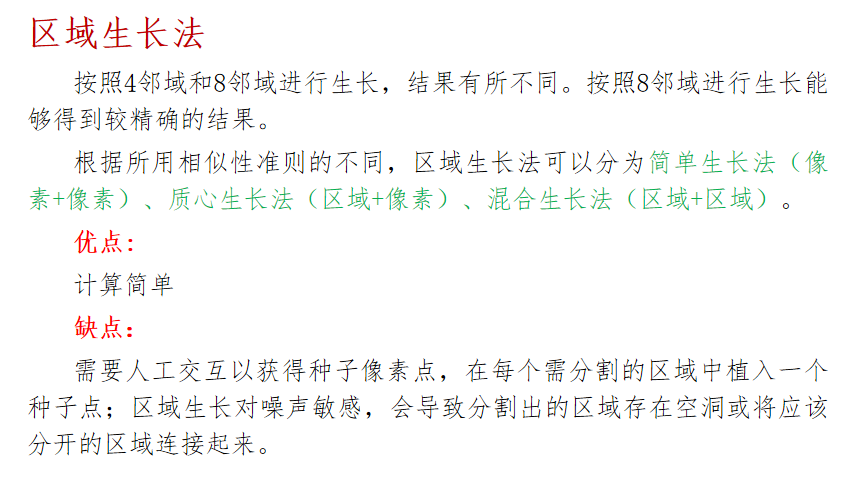 区域生长法
按照4邻域和8邻域进行生长，结果有所不同。按照8邻域进行生长能
够得到较精确的结果。
根据所用相似性准则的不同，区域生长法可以分为简单生长法（像
素+像素）、质心生长法（区域+像素）、混合生长法（区域+区域）。
优点：
计算简单
缺点：
需要人工交互以获得种子像素点，在每个需分割的区域中植入一个
种子点；区域生长对噪声敏感，会导致分割出的区域存在空洞或将应该
分开的区域连接起来。